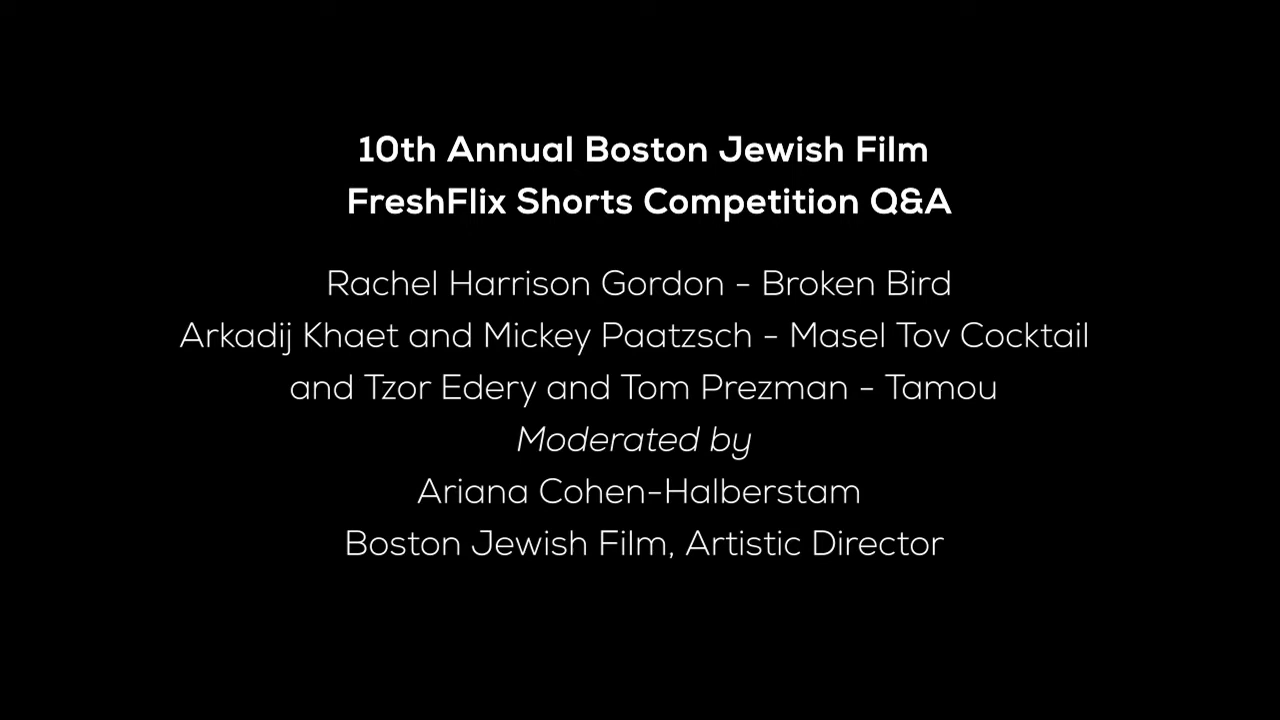 10th Annual Boston Jewish Film
FreshFlix Shorts Competition Q&A
Rachel Harrison Gordon - Broken Bird
Arkadij Khaet and Mickey Paatzsch - Masel Tov Cocktail
and Tzor Edery and Tom Prezman - Tamou
Moderated by
Ariana Cohen-Halberstam
Boston Jewish Film, Artistic Director